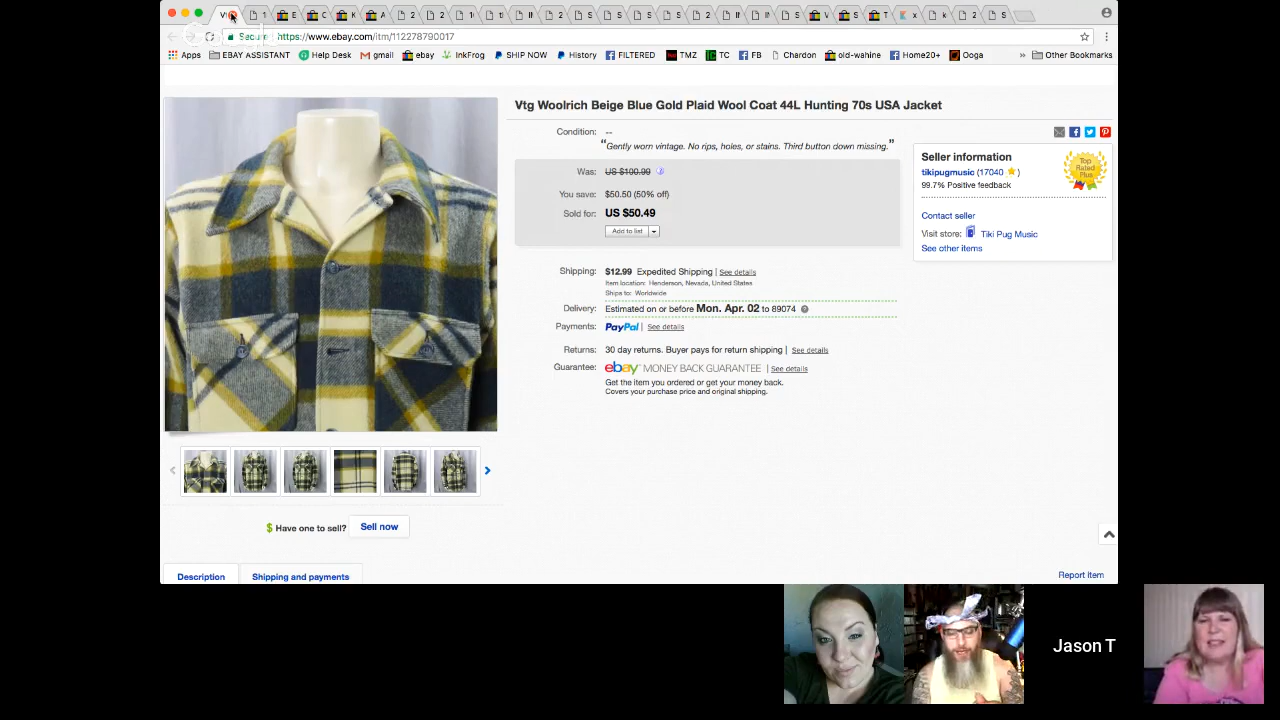 Secure https://www.ebay.com/itm/112278790017
Apps EBAY ASSISTANT Help Desk gmail ebay InkFrog SHIP NOW History FILTERED TMZ TC FB Chardon old-wahine Home20+ Ooga » Other Bookmarks
Vtg Woolrich Beige Blue Gold Plaid Wool Coat 44L Hunting 70s USA Jacket
Condition: --
"Gently worn vintage. No rips, holes, or stains. Third button down missing."
Was: US $100.99
You save: $50.50 (50% off)
Sold for: US $50.49
Add to list
Shipping: $12.99 Expedited Shipping | See details
Item location: Henderson, Nevada, United States
Ships to: Worldwide
Delivery: Estimated on or before Mon. Apr. 02 to 89074
Payments: PayPal | See details
Returns: 30 day returns. Buyer pays for return shipping | See details
Guarantee: ebay MONEY BACK GUARANTEE | See details
Get the item you ordered or get your money back.
Covers your purchase price and original shipping.
Seller information
tikipugmusic (17040 )
99.7% Positive feedback
Top Rated Plus
Contact seller
Visit store: Tiki Pug Music
See other items
$ Have one to sell? Sell now
Description Shipping and payments
Report item
Jason T